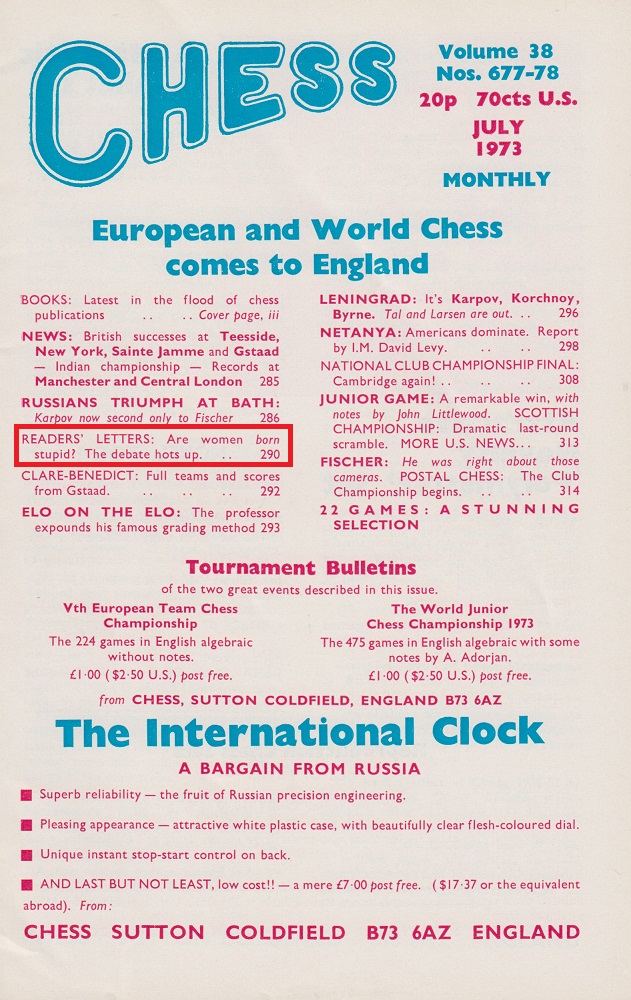 CHESS
Volume 38
Nos. 677-78
20p 70cts U.S.
JULY
1973
MONTHLY
European and World Chess
comes to England
BOOKS: Latest in the flood of chess
publications .. .. Cover page, iii
NEWS: British successes at Teesside,
New York, Sainte Jamme and Gstaad
— Indian championship — Records at
Manchester and Central London 285
RUSSIANS TRIUMPH AT BATH:
Karpov now second only to Fischer 286
READERS' LETTERS: Are women born
stupid? The debate hots up. .. 290
CLARE-BENEDICT: Full teams and scores
from Gstaad. .. .. .. 292
ELO ON THE ELO: The professor
expounds his famous grading method 293
LENINGRAD: It's Karpov, Korchnoy,
Byrne. Tal and Larsen are out. .. 296
NETANYA: Americans dominate. Report
by I.M. David Levy. .. .. 298
NATIONAL CLUB CHAMPIONSHIP FINAL:
Cambridge again! .. .. .. 308
JUNIOR GAME: A remarkable win, with
notes by John Littlewood. SCOTTISH
CHAMPIONSHIP: Dramatic last-round
scramble. MORE U.S. NEWS... 313
FISCHER: He was right about those
cameras. POSTAL CHESS: The Club
Championship begins. .. .. 314
22 GAMES: A STUNNING
SELECTION
Tournament Bulletins
of the two great events described in this issue.
Vth European Team Chess
Championship
The 224 games in English algebraic
without notes.
£1·00 ($2·50 U.S.) post free.
The World Junior
Chess Championship 1973
The 475 games in English algebraic with some
notes by A. Adorjan.
£1·00 ($2·50 U.S.) post free.
from CHESS, SUTTON COLDFIELD, ENGLAND B73 6AZ
The International Clock
A BARGAIN FROM RUSSIA
■ Superb reliability — the fruit of Russian precision engineering.
■ Pleasing appearance — attractive white plastic case, with beautifully clear flesh-coloured dial.
■ Unique instant stop-start control on back.
■ AND LAST BUT NOT LEAST, low cost!! — a mere £7·00 post free. ($17·37 or the equivalent
abroad). From:
CHESS SUTTON COLDFIELD B73 6AZ ENGLAND